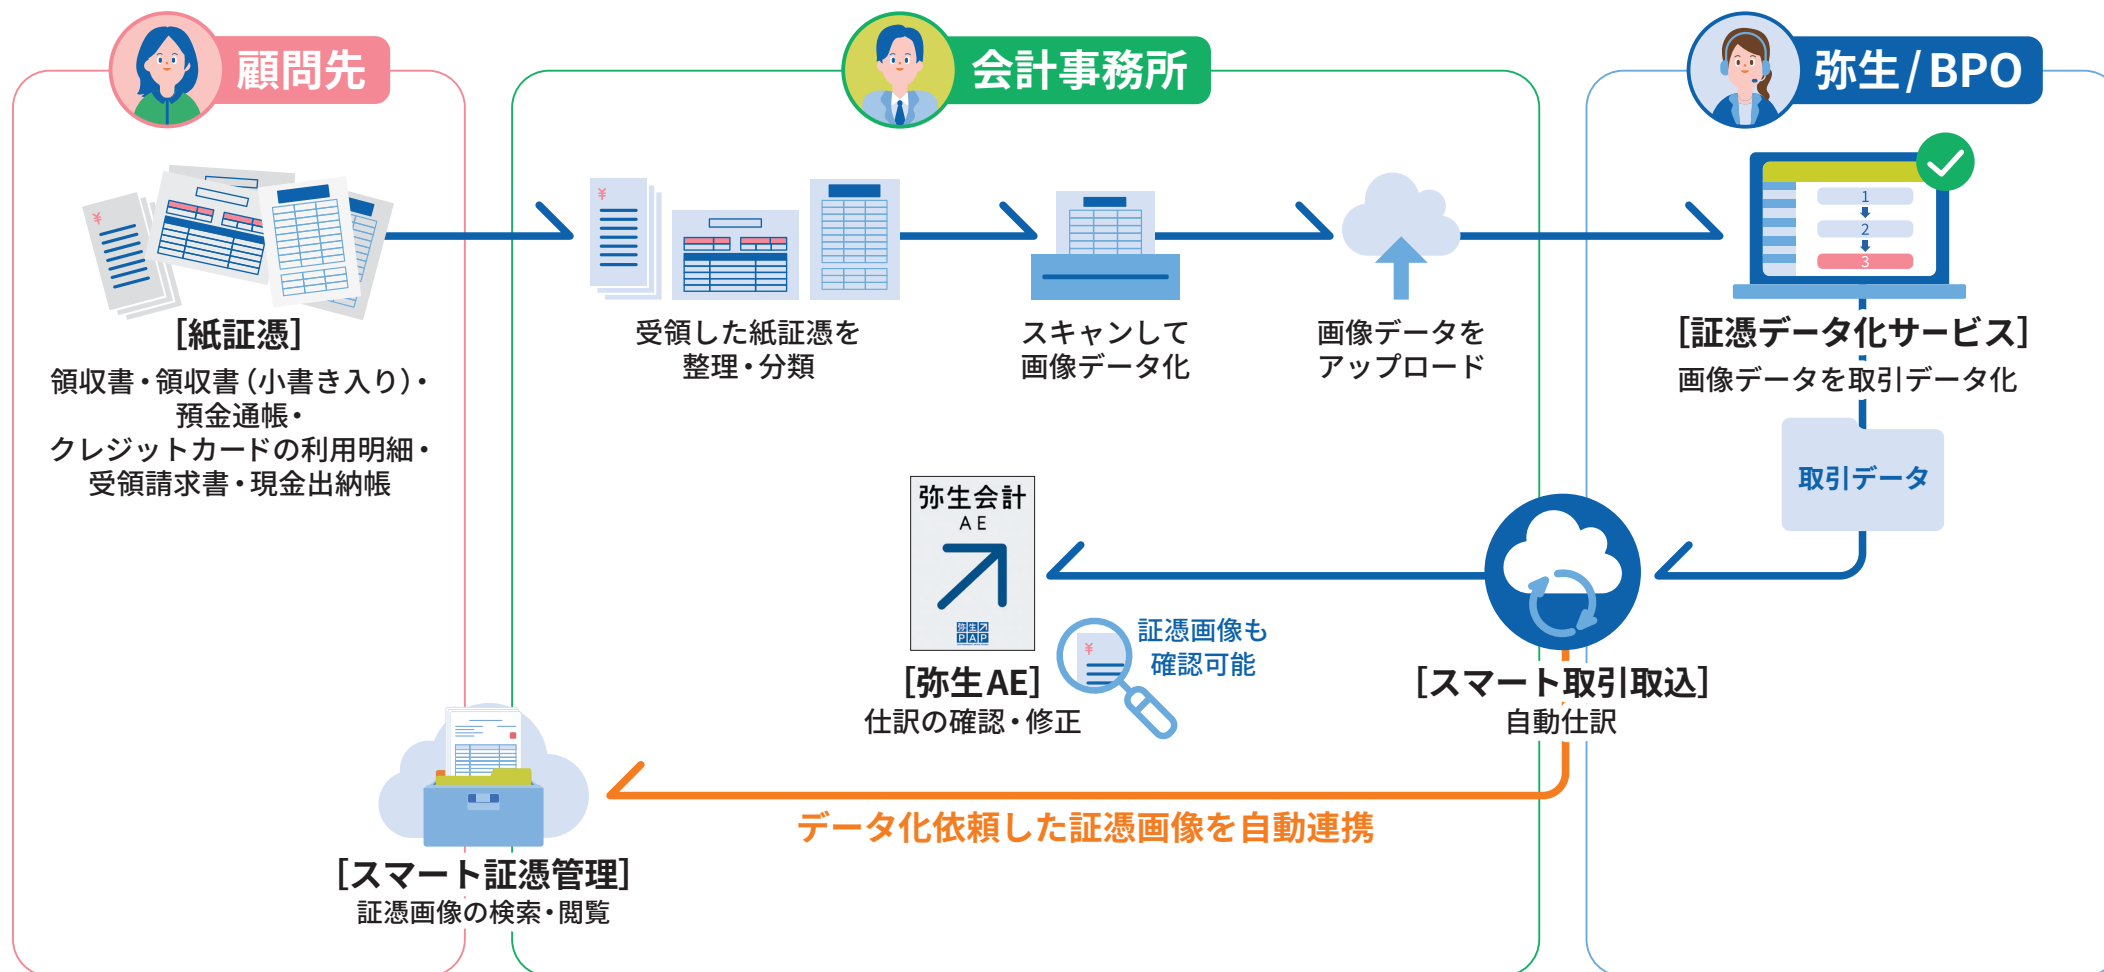 顧問先
会計事務所
弥生/BPO
¥
¥
1
2
3
[紙証憑]
領収書・領収書（小書き入り）・
預金通帳・
クレジットカードの利用明細・
受領請求書・現金出納帳
受領した紙証憑を
整理・分類
スキャンして
画像データ化
画像データを
アップロード
[証憑データ化サービス]
画像データを取引データ化
取引データ
弥生会計
AE
弥生
PAP
¥
証憑画像も
確認可能
[弥生AE]
仕訳の確認・修正
[スマート取引取込]
自動仕訳
データ化依頼した証憑画像を自動連携
[スマート証憑管理]
証憑画像の検索・閲覧